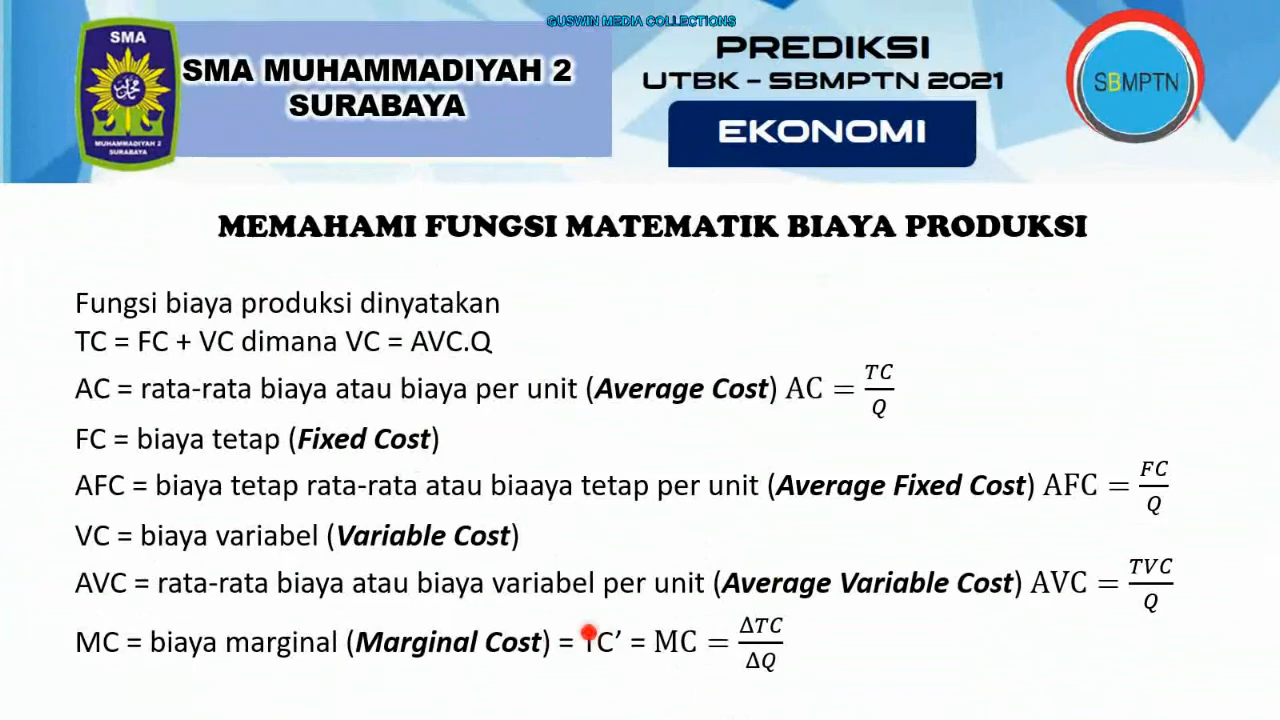 GUSWIN MEDIA COLLECTIONS
SMA
MUHAMMADIYAH 2
SURABAYA
SMA MUHAMMADIYAH 2
SURABAYA
PREDIKSI
UTBK – SBMPTN 2021
EKONOMI
SBMPTN
MEMAHAMI FUNGSI MATEMATIK BIAYA PRODUKSI
Fungsi biaya produksi dinyatakan
TC = FC + VC dimana VC = AVC.Q
AC = rata-rata biaya atau biaya per unit (Average Cost) AC = TC/Q
FC = biaya tetap (Fixed Cost)
AFC = biaya tetap rata-rata atau biaaya tetap per unit (Average Fixed Cost) AFC = FC/Q
VC = biaya variabel (Variable Cost)
AVC = rata-rata biaya atau biaya variabel per unit (Average Variable Cost) AVC = TVC/Q
MC = biaya marginal (Marginal Cost) = TC’ = MC = ΔTC/ΔQ